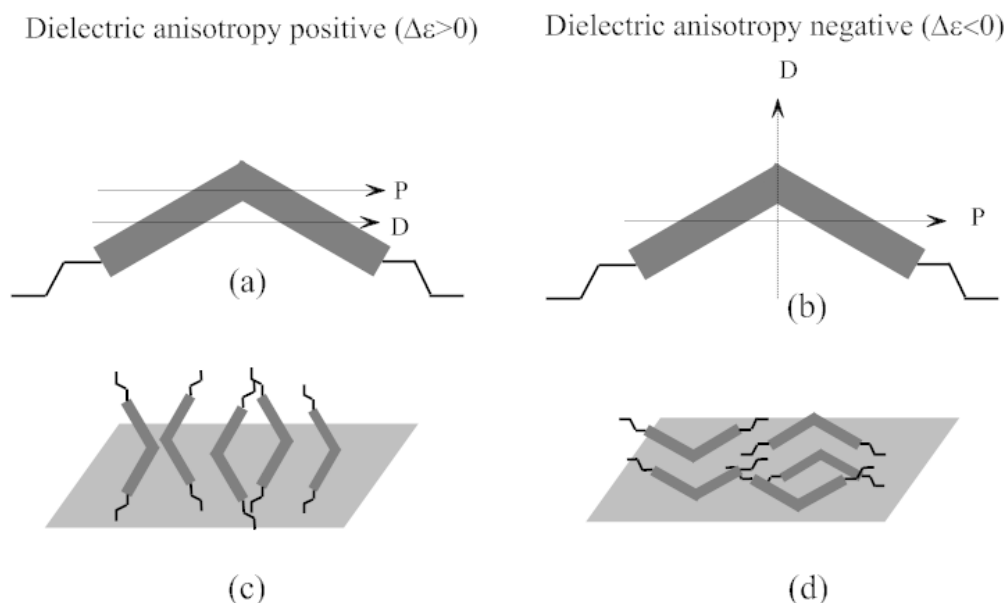 Dielectric anisotropy positive (Δε>0)
Dielectric anisotropy negative (Δε<0)
D
P
D
P
(a)
(b)
(c)
(d)